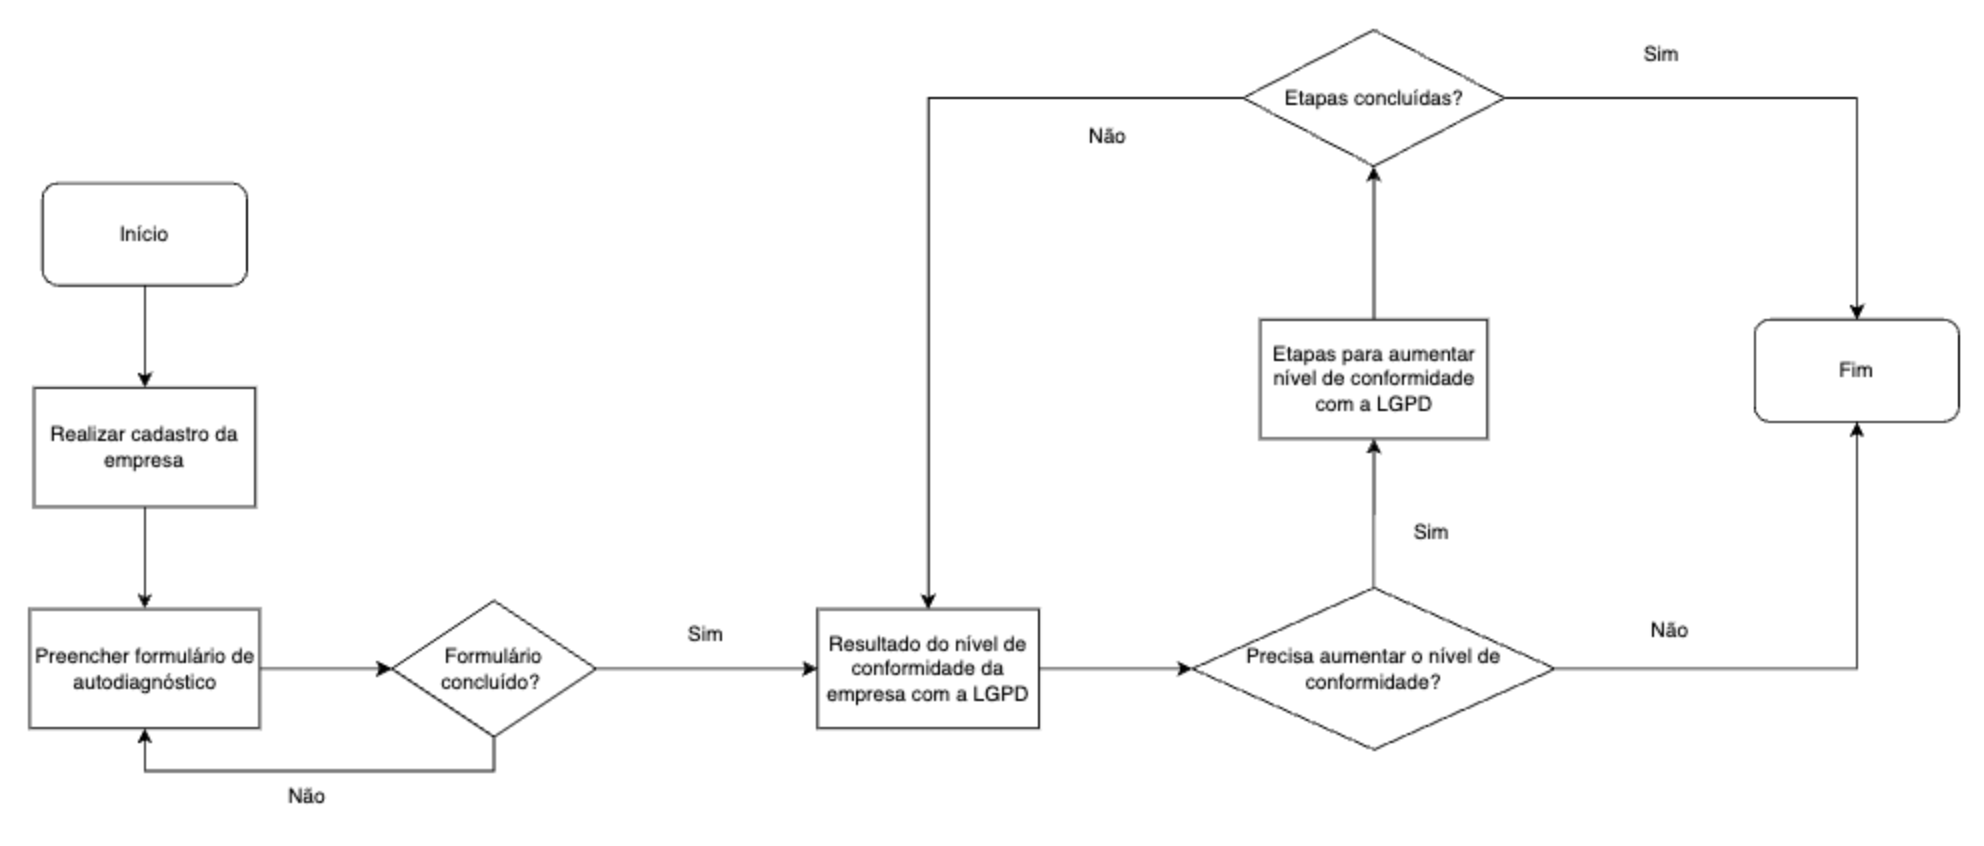 Início
Realizar cadastro da
empresa
Preencher formulário de
autodiagnóstico
Formulário
concluído?
Não
Sim
Resultado do nível de
conformidade da
empresa com a LGPD
Precisa aumentar o nível de
conformidade?
Sim
Não
Etapas para aumentar
nível de conformidade
com a LGPD
Etapas concluídas?
Não
Sim
Fim